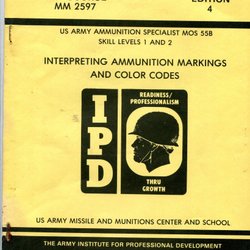 MM 2597
EDITION
4
US ARMY AMMUNITION SPECIALIST MOS 55B
SKILL LEVELS 1 AND 2
INTERPRETING AMMUNITION MARKINGS
AND COLOR CODES
IPD
READINESS/
PROFESSIONALISM
THRU
GROWTH
US ARMY MISSILE AND MUNITIONS CENTER AND SCHOOL
THE ARMY INSTITUTE FOR PROFESSIONAL DEVELOPMENT